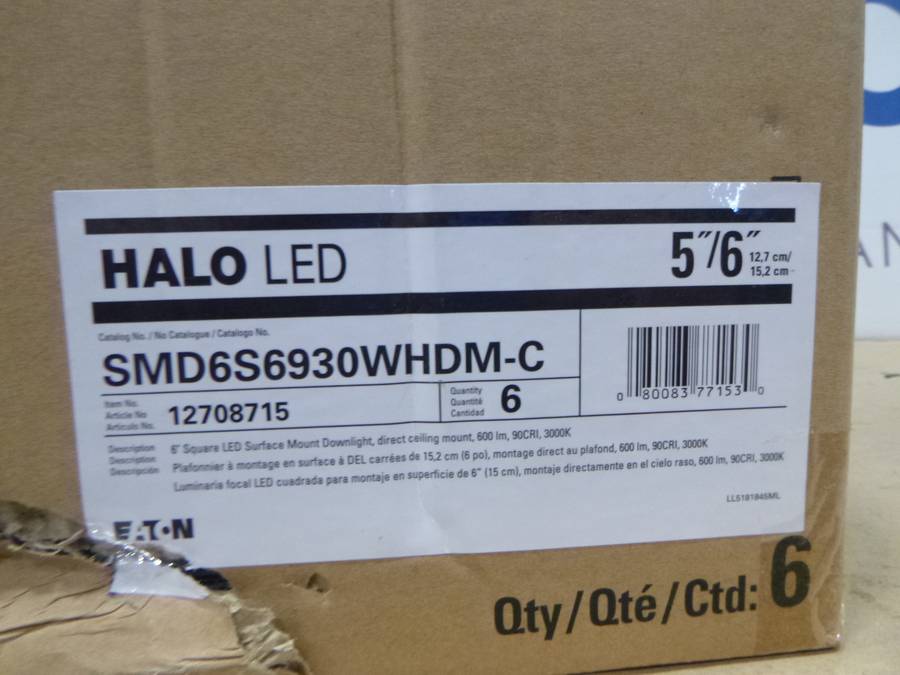 HALO LED
5"/6"
12,7 cm/
15,2 cm
Catalog No. / No Catalogue / Catalogo No.
SMD6S6930WHDM-C
Item No.
Article No
Articulo No.
12708715
Quantity
Quantité
Cantidad
6
0 80083 77153 0
Description
Description
Descripción
6" Square LED Surface Mount Downlight, direct ceiling mount, 600 lm, 90CRI, 3000K
Plafonnier à montage en surface à DEL carrées de 15,2 cm (6 po), montage direct au plafond, 600 lm, 90CRI, 3000K
Luminaria focal LED cuadrada para montaje en superficie de 6" (15 cm), montaje directamente en el cielo raso, 600 lm, 90CRI, 3000K
LL5181845ML
EATON
Qty/Qté/Ctd: 6